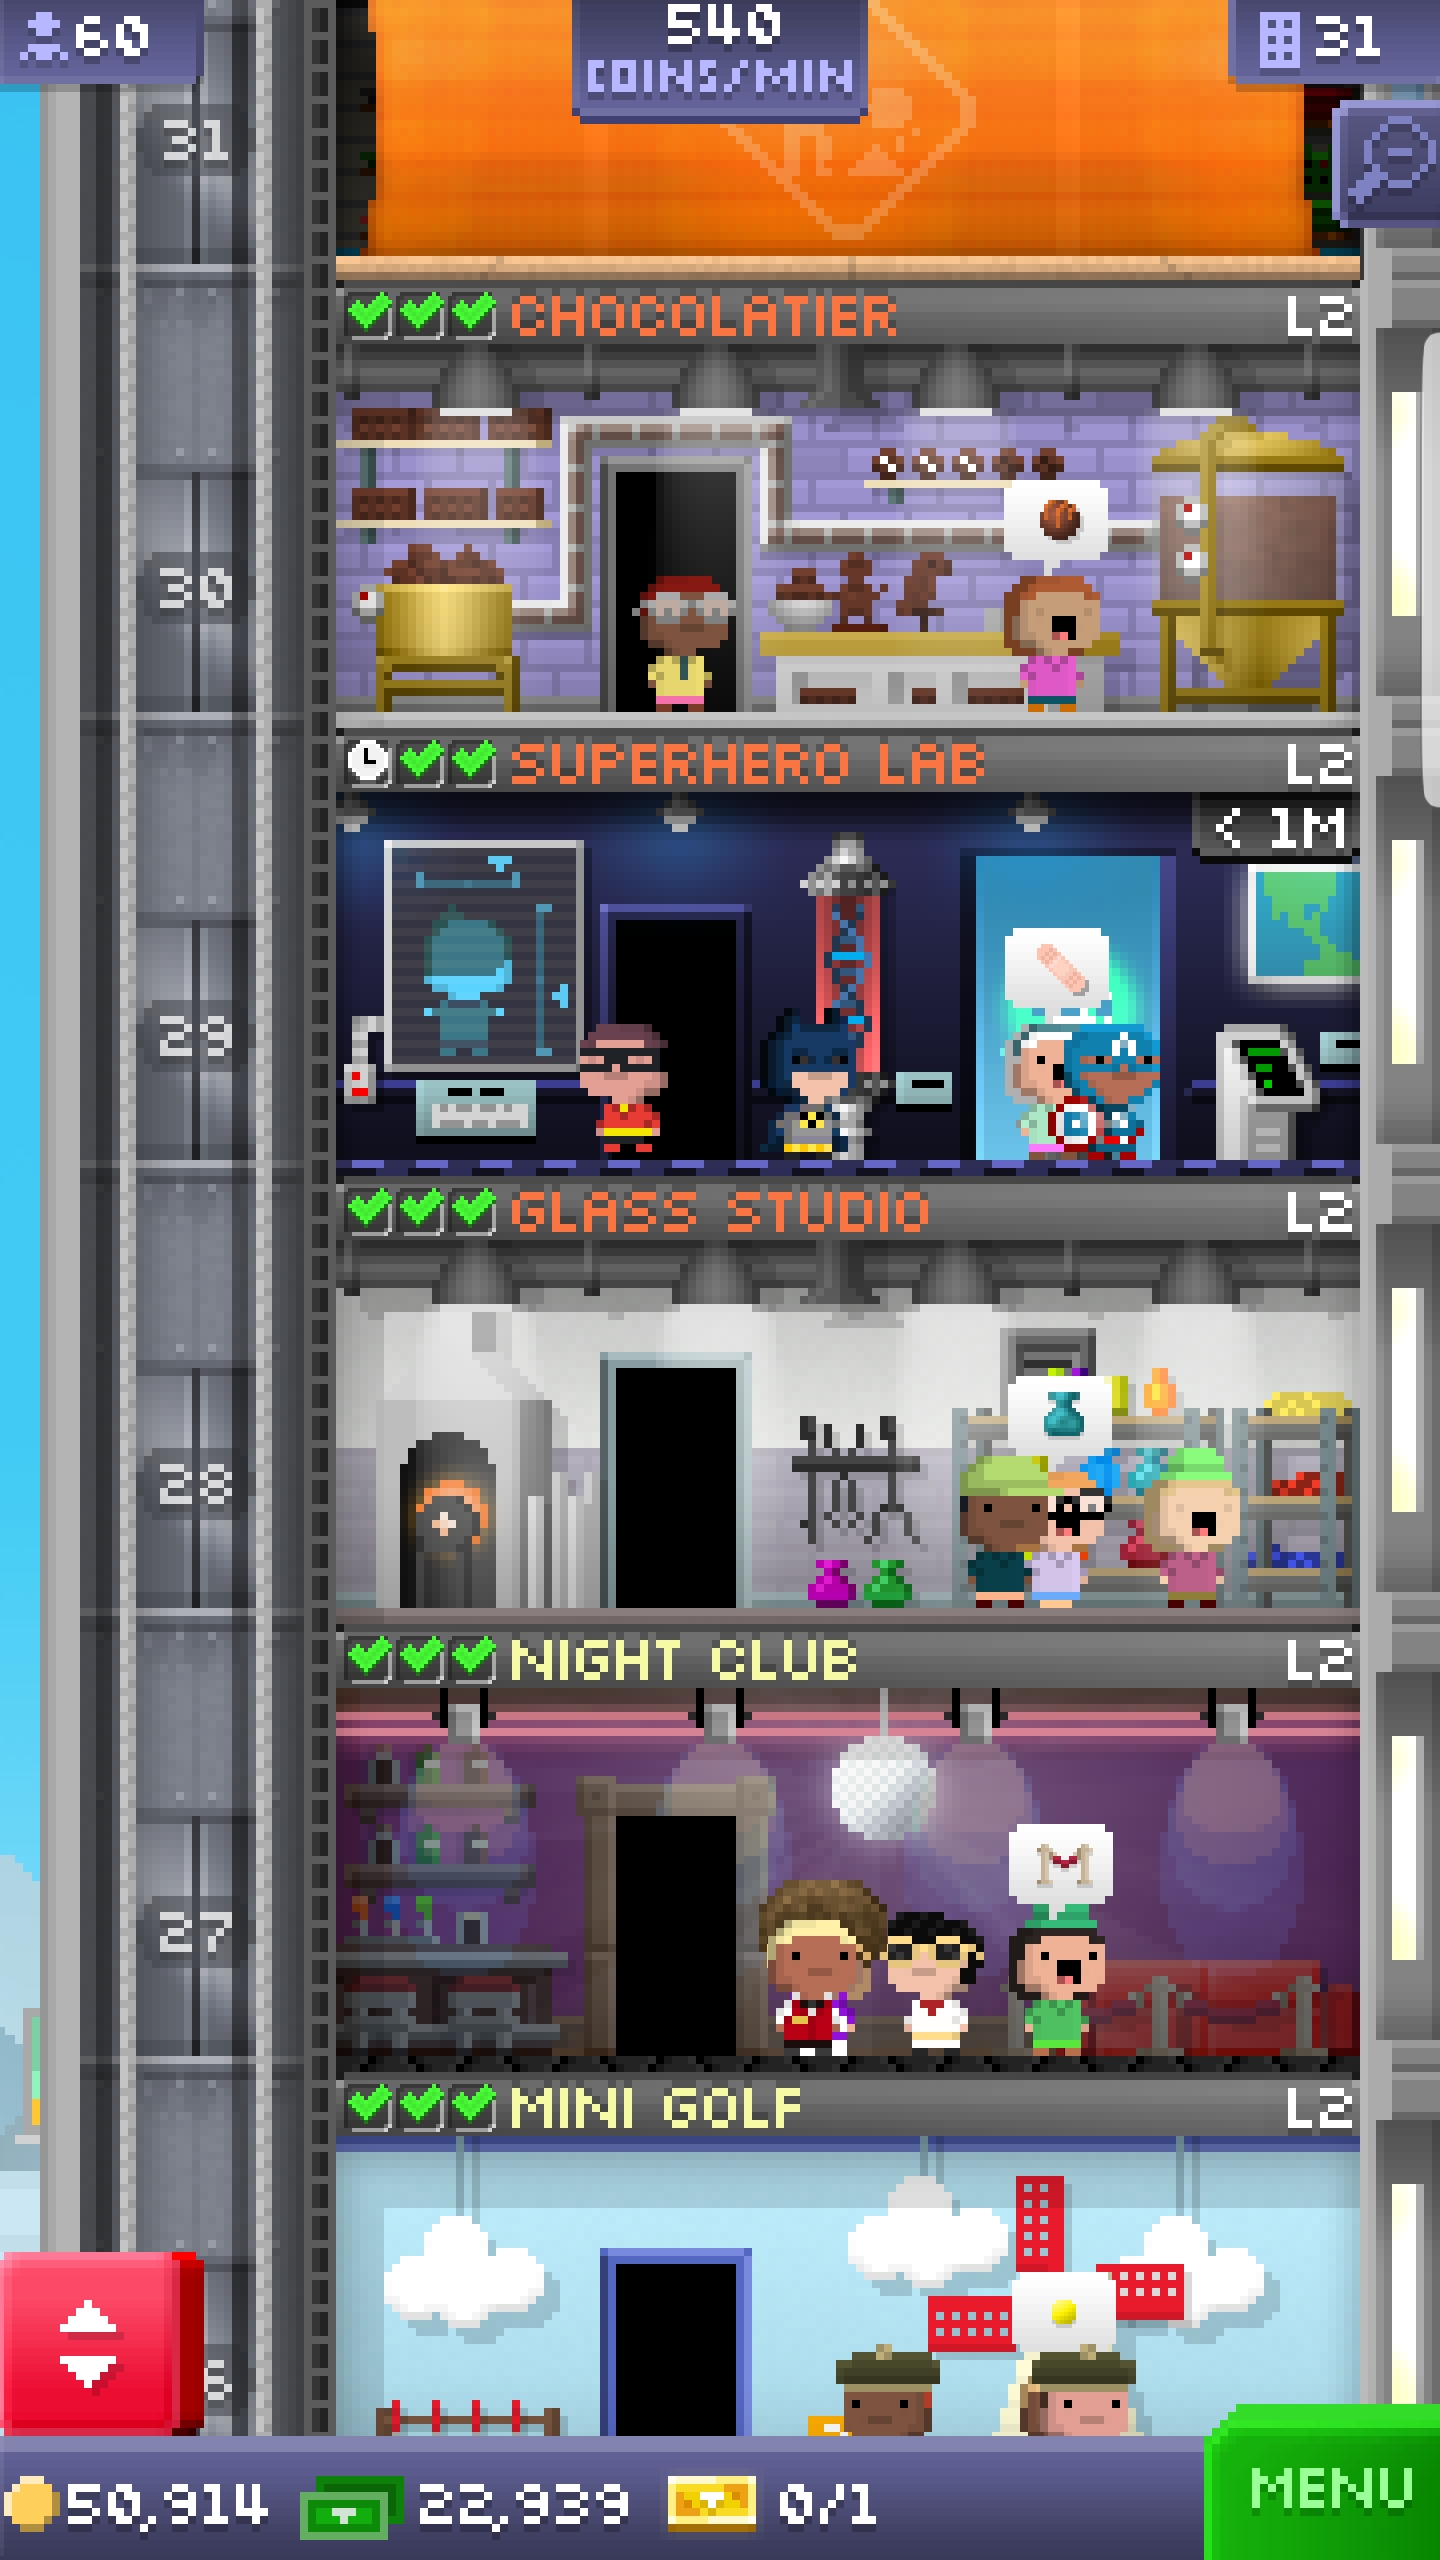 60
540
COINS/MIN
31
31
CHOCOLATIER L2
30
SUPERHERO LAB L2
< 1M
29
GLASS STUDIO L2
28
NIGHT CLUB L2
27
MINI GOLF L2
50,914 22,939 0/1
MENU